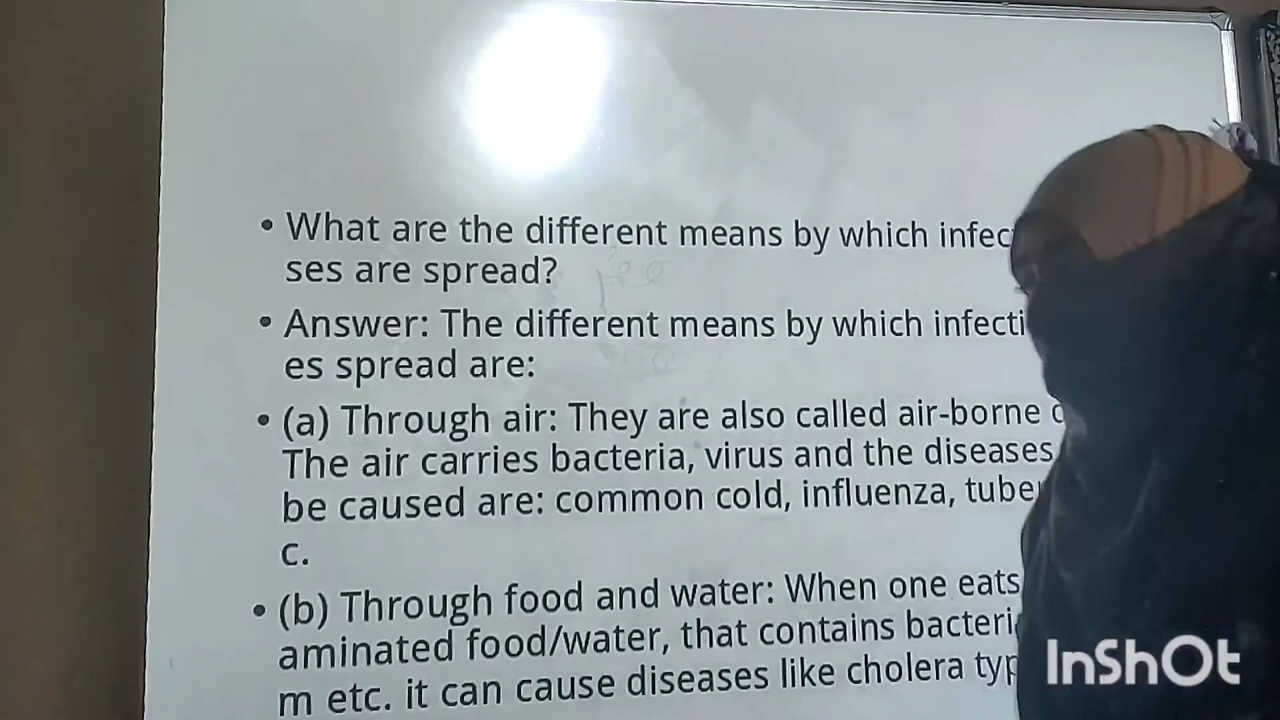 • What are the different means by which infec
ses are spread?
• Answer: The different means by which infecti
es spread are:
• (a) Through air: They are also called air-borne
The air carries bacteria, virus and the diseases
be caused are: common cold, influenza, tuber
c.
• (b) Through food and water: When one eats
aminated food/water, that contains bacteri
m etc. it can cause diseases like cholera typ
InShOt